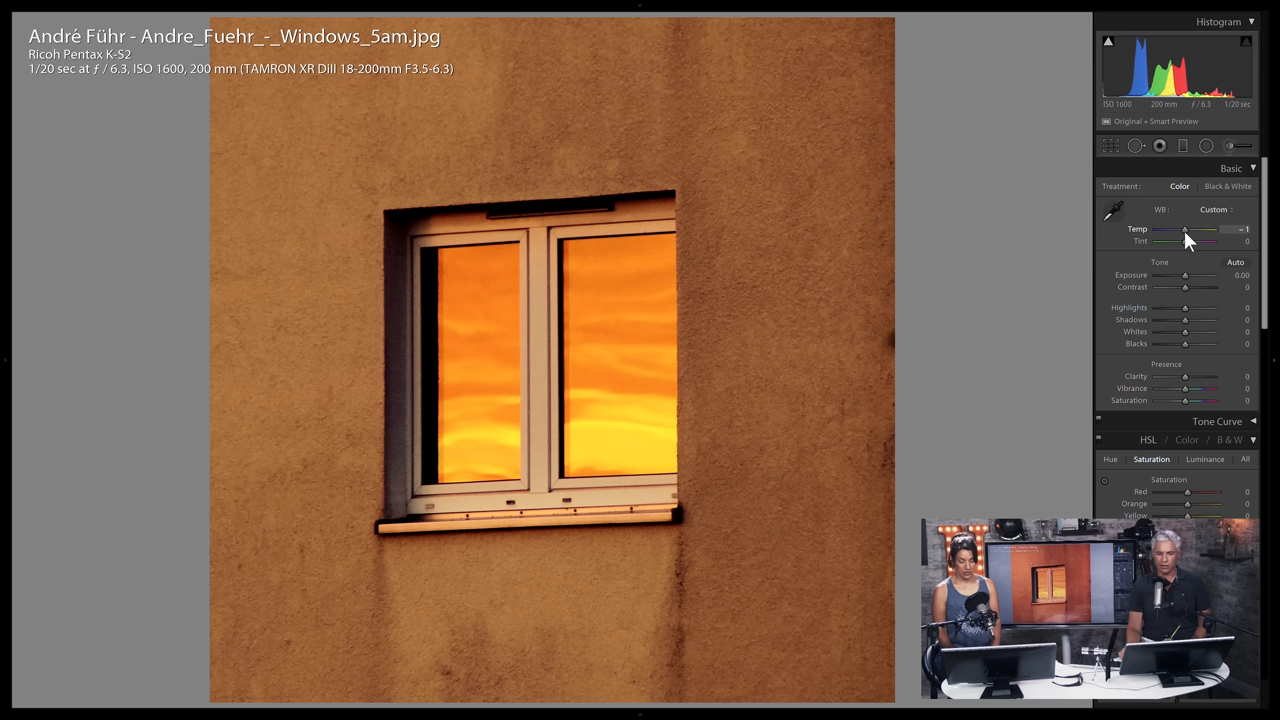 André Führ - Andre_Fuehr_-_Windows_5am.jpg
Ricoh Pentax K-S2
1/20 sec at ƒ / 6.3, ISO 1600, 200 mm (TAMRON XR DiII 18-200mm F3.5-6.3)
Histogram
ISO 1600 200 mm ƒ / 6.3 1/20 sec
Original + Smart Preview
Basic
Treatment : Color Black & White
WB : Custom
Temp – 1
Tint 0
Tone Auto
Exposure 0.00
Contrast 0
Highlights 0
Shadows 0
Whites 0
Blacks 0
Presence
Clarity 0
Vibrance 0
Saturation 0
Tone Curve
HSL / Color / B & W
Hue Saturation Luminance All
Saturation
Red 0
Orange 0
Yellow 0